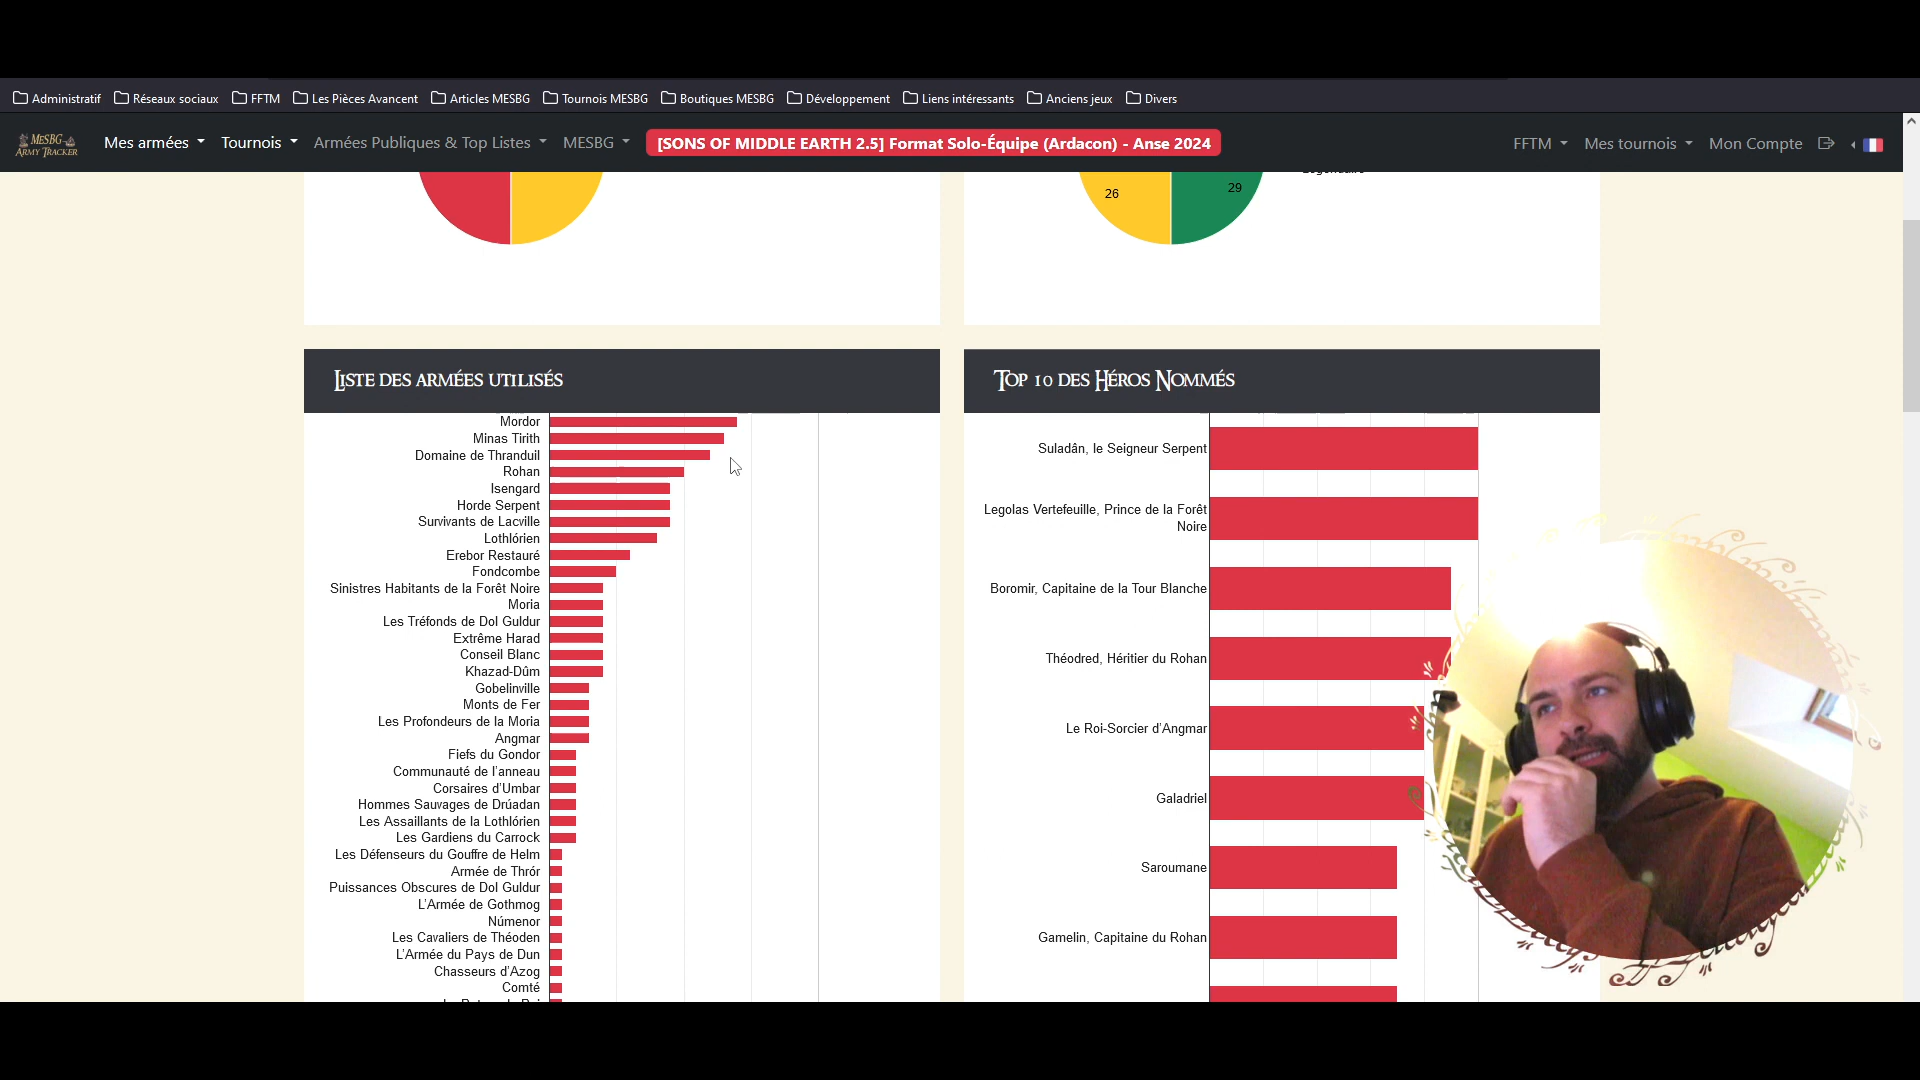 Administratif
Réseaux sociaux
FFTM
Les Pièces Avancent
Articles MESBG
Tournois MESBG
Boutiques MESBG
Développement
Liens intéressants
Anciens jeux
Divers
MESBG
ARMY TRACKER
Mes armées
Tournois
Armées Publiques & Top Listes
MESBG
[SONS OF MIDDLE EARTH 2.5] Format Solo-Équipe (Ardacon) - Anse 2024
FFTM
Mes tournois
Mon Compte
26
29
Liste des armées utilisés
Mordor
Minas Tirith
Domaine de Thranduil
Rohan
Isengard
Horde Serpent
Survivants de Lacville
Lothlórien
Erebor Restauré
Fondcombe
Sinistres Habitants de la Forêt Noire
Moria
Les Tréfonds de Dol Guldur
Extrême Harad
Conseil Blanc
Khazad-Dûm
Gobelinville
Monts de Fer
Les Profondeurs de la Moria
Angmar
Fiefs du Gondor
Communauté de l'anneau
Corsaires d'Umbar
Hommes Sauvages de Drúadan
Les Assaillants de la Lothlórien
Les Gardiens du Carrock
Les Défenseurs du Gouffre de Helm
Armée de Thrór
Puissances Obscures de Dol Guldur
L'Armée de Gothmog
Númenor
Les Cavaliers de Théoden
L'Armée du Pays de Dun
Chasseurs d'Azog
Comté
Top 10 des Héros Nommés
Suladân, le Seigneur Serpent
Legolas Vertefeuille, Prince de la Forêt
Noire
Boromir, Capitaine de la Tour Blanche
Théodred, Héritier du Rohan
Le Roi-Sorcier d'Angmar
Galadriel
Saroumane
Gamelin, Capitaine du Rohan